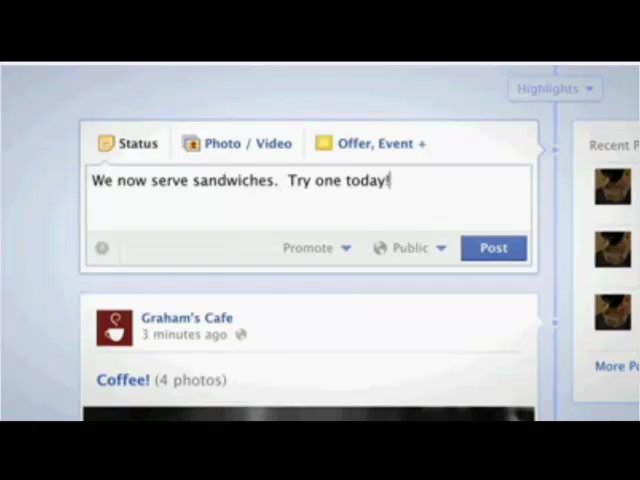 Highlights
Status Photo / Video Offer, Event +
We now serve sandwiches.  Try one today!
Promote Public Post
Recent
Graham's Cafe
3 minutes ago
Coffee! (4 photos)
More